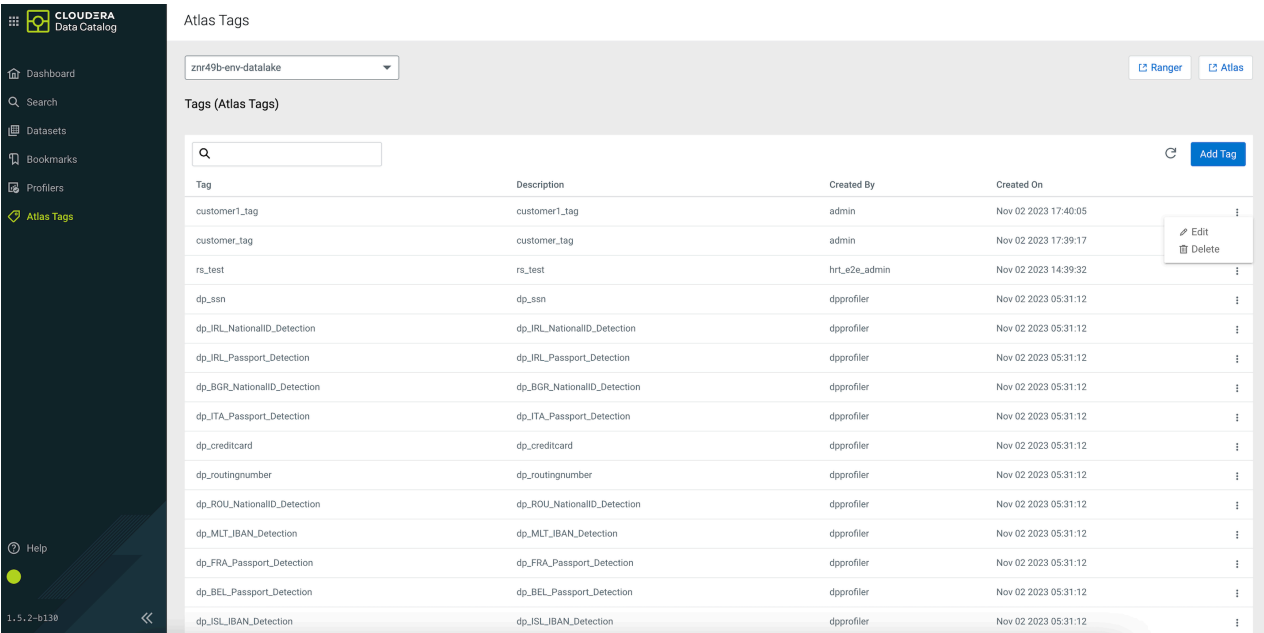 CLOUDERA
Data Catalog
Dashboard
Search
Datasets
Bookmarks
Profilers
Atlas Tags
Help
1.5.2-b130
Atlas Tags
znr49b-env-datalake
Ranger
Atlas
Tags (Atlas Tags)
Add Tag
Tag Description Created By Created On
customer1_tag customer1_tag admin Nov 02 2023 17:40:05
Edit
Delete
customer_tag customer_tag admin Nov 02 2023 17:39:17
rs_test rs_test hrt_e2e_admin Nov 02 2023 14:39:32
dp_ssn dp_ssn dpprofiler Nov 02 2023 05:31:12
dp_IRL_NationalID_Detection dp_IRL_NationalID_Detection dpprofiler Nov 02 2023 05:31:12
dp_IRL_Passport_Detection dp_IRL_Passport_Detection dpprofiler Nov 02 2023 05:31:12
dp_BGR_NationalID_Detection dp_BGR_NationalID_Detection dpprofiler Nov 02 2023 05:31:12
dp_ITA_Passport_Detection dp_ITA_Passport_Detection dpprofiler Nov 02 2023 05:31:12
dp_creditcard dp_creditcard dpprofiler Nov 02 2023 05:31:12
dp_routingnumber dp_routingnumber dpprofiler Nov 02 2023 05:31:12
dp_ROU_NationalID_Detection dp_ROU_NationalID_Detection dpprofiler Nov 02 2023 05:31:12
dp_MLT_IBAN_Detection dp_MLT_IBAN_Detection dpprofiler Nov 02 2023 05:31:12
dp_FRA_Passport_Detection dp_FRA_Passport_Detection dpprofiler Nov 02 2023 05:31:12
dp_BEL_Passport_Detection dp_BEL_Passport_Detection dpprofiler Nov 02 2023 05:31:12
dp_ISL_IBAN_Detection dp_ISL_IBAN_Detection dpprofiler Nov 02 2023 05:31:12